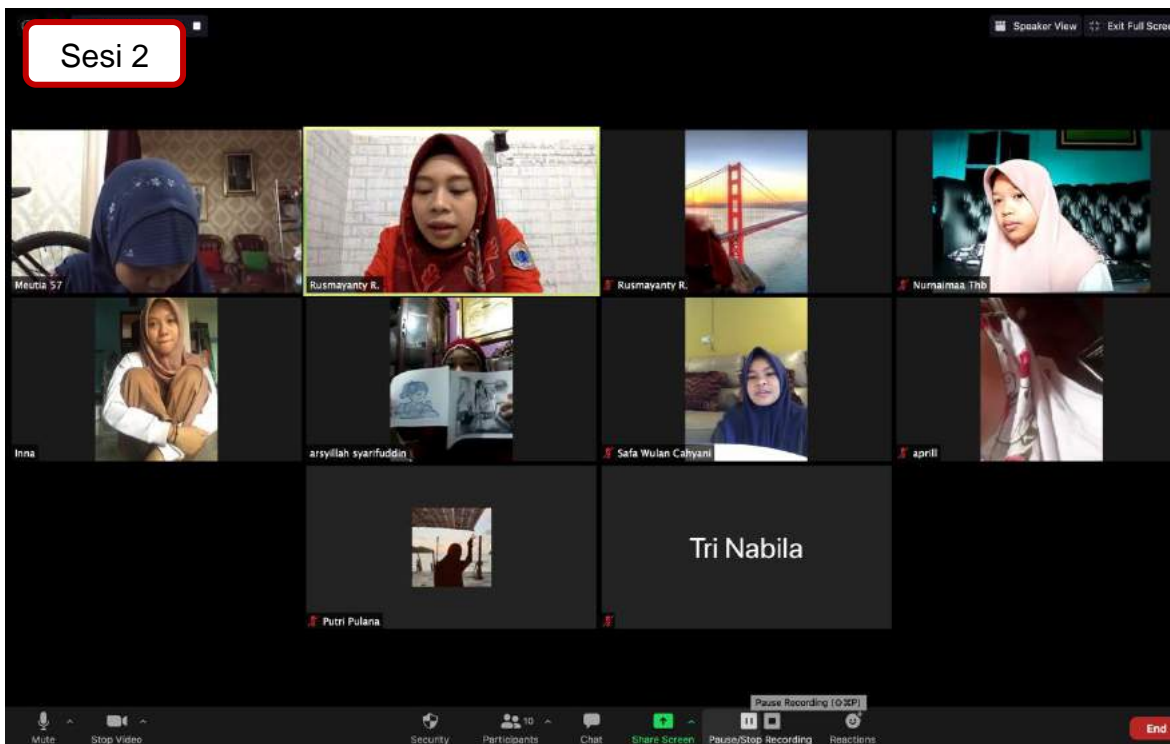 Sesi 2
Speaker View
Exit Full Scree
Meutia 57
Rusmayanty R.
Rusmayanty R.
Nurnaimaa Thb
Inna
arsyillah syarifuddin
Safa Wulan Cahyani
aprill
Tri Nabila
Putri Pulana
Pause Recording (⇧⌘P)
Mute
Stop Video
Security
10
Participants
Chat
Share Screen
Pause/Stop Recording
Reactions
End